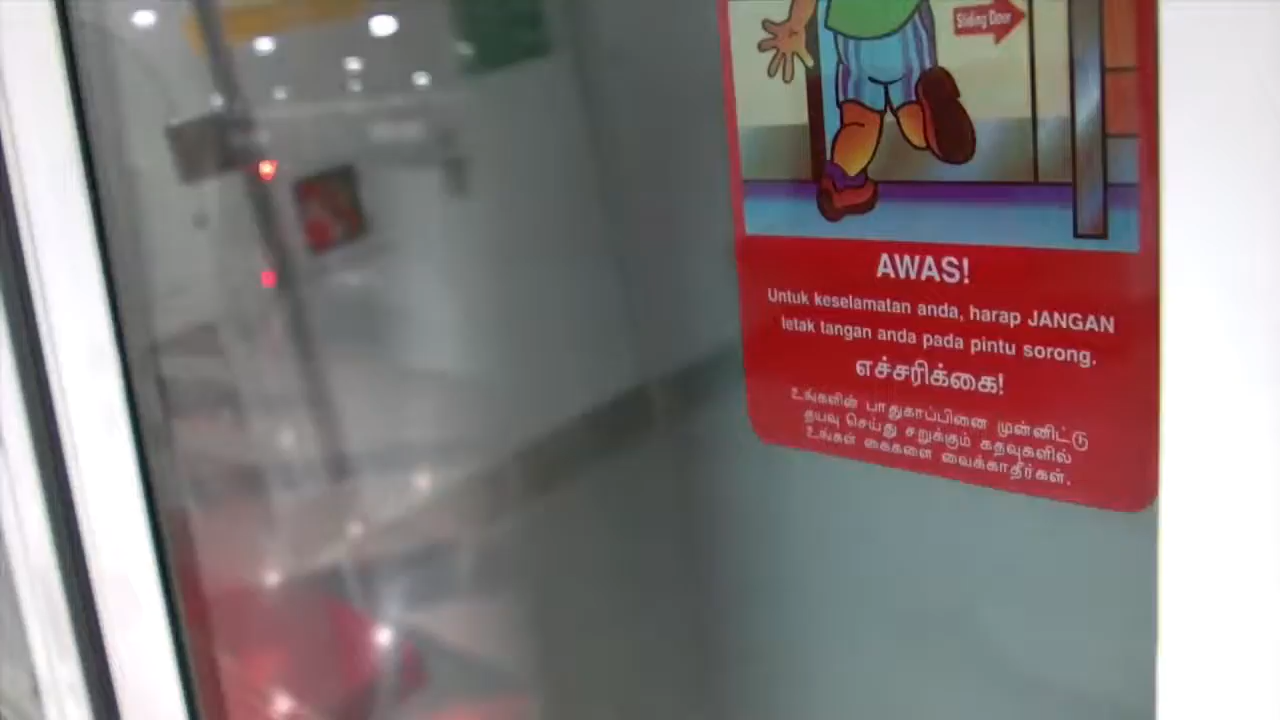 Sliding Door
AWAS!
Untuk keselamatan anda, harap JANGAN
letak tangan anda pada pintu sorong.
எச்சரிக்கை!
உங்களின் பாதுகாப்பினை முன்னிட்டு
தயவு செய்து சறுக்கும் கதவுகளில்
உங்கள் கைகளை வைக்காதீர்கள்.